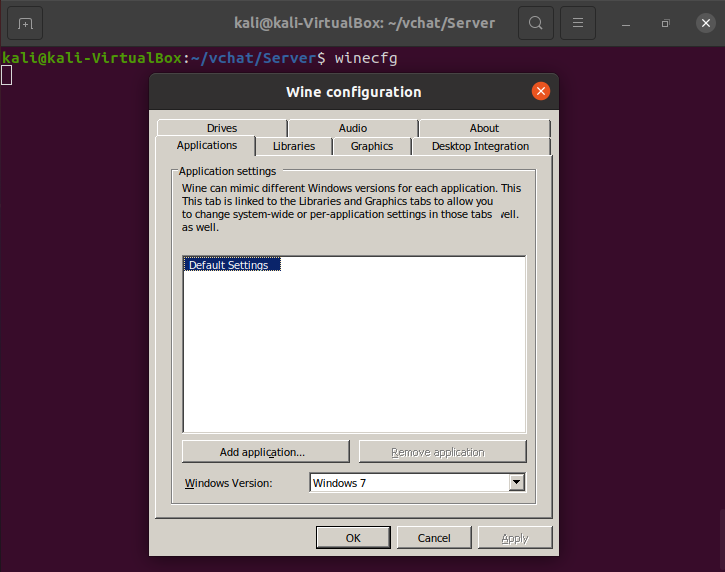 kali@kali-VirtualBox: ~/vchat/Server
kali@kali-VirtualBox:~/vchat/Server$ winecfg
Wine configuration
Drives
Audio
About
Applications
Libraries
Graphics
Desktop Integration
Application settings
Wine can mimic different Windows versions for each application. This
This tab is linked to the Libraries and Graphics tabs to allow you
to change system-wide or per-application settings in those tabs well.
as well.
Default Settings
Add application...
Remove application
Windows Version:
Windows 7
OK
Cancel
Apply